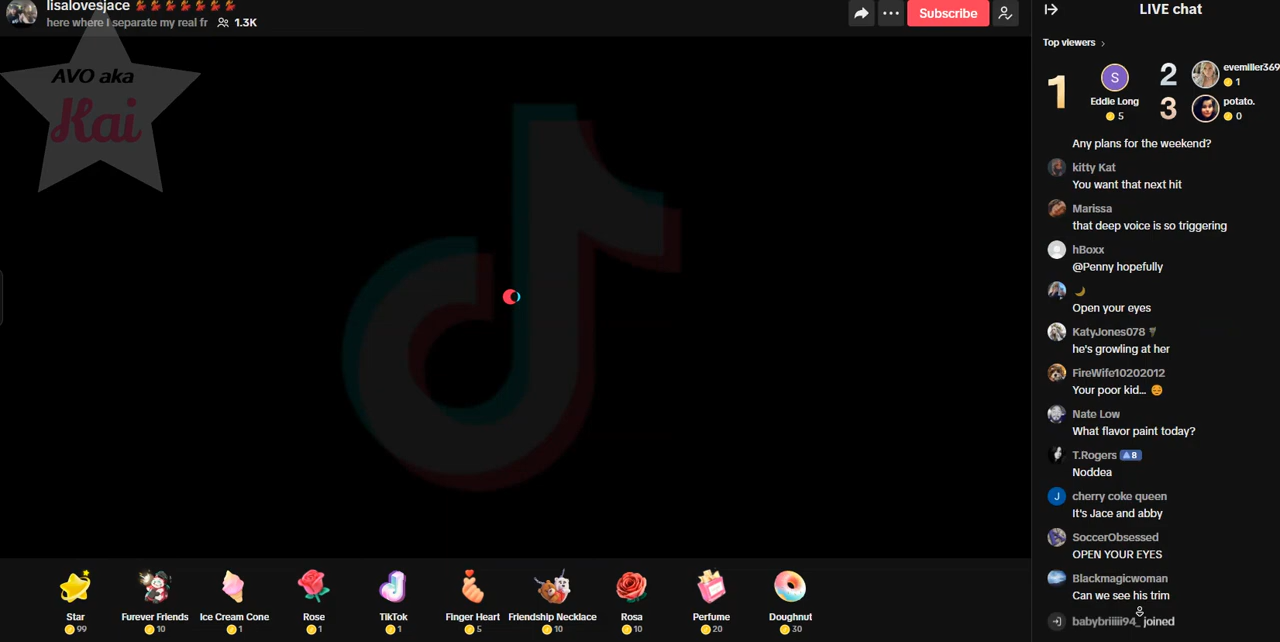 lisalovesjace
here where I separate my real fr 1.3K
Subscribe
AVO aka
Kai
LIVE chat
Top viewers
1
S
Eddie Long
5
2
evemiller369
1
3
potato.
0
Any plans for the weekend?
kitty Kat
You want that next hit
Marissa
that deep voice is so triggering
hBoxx
@Penny hopefully
🌙
Open your eyes
KatyJones078
he's growling at her
FireWife10202012
Your poor kid... 😔
Nate Low
What flavor paint today?
T.Rogers 8
Noddea
J
cherry coke queen
It's Jace and abby
SoccerObsessed
OPEN YOUR EYES
Blackmagicwoman
Can we see his trim
babybriiiii94_ joined
Star
99
Furever Friends
10
Ice Cream Cone
1
Rose
1
TikTok
1
Finger Heart
5
Friendship Necklace
10
Rosa
10
Perfume
20
Doughnut
30